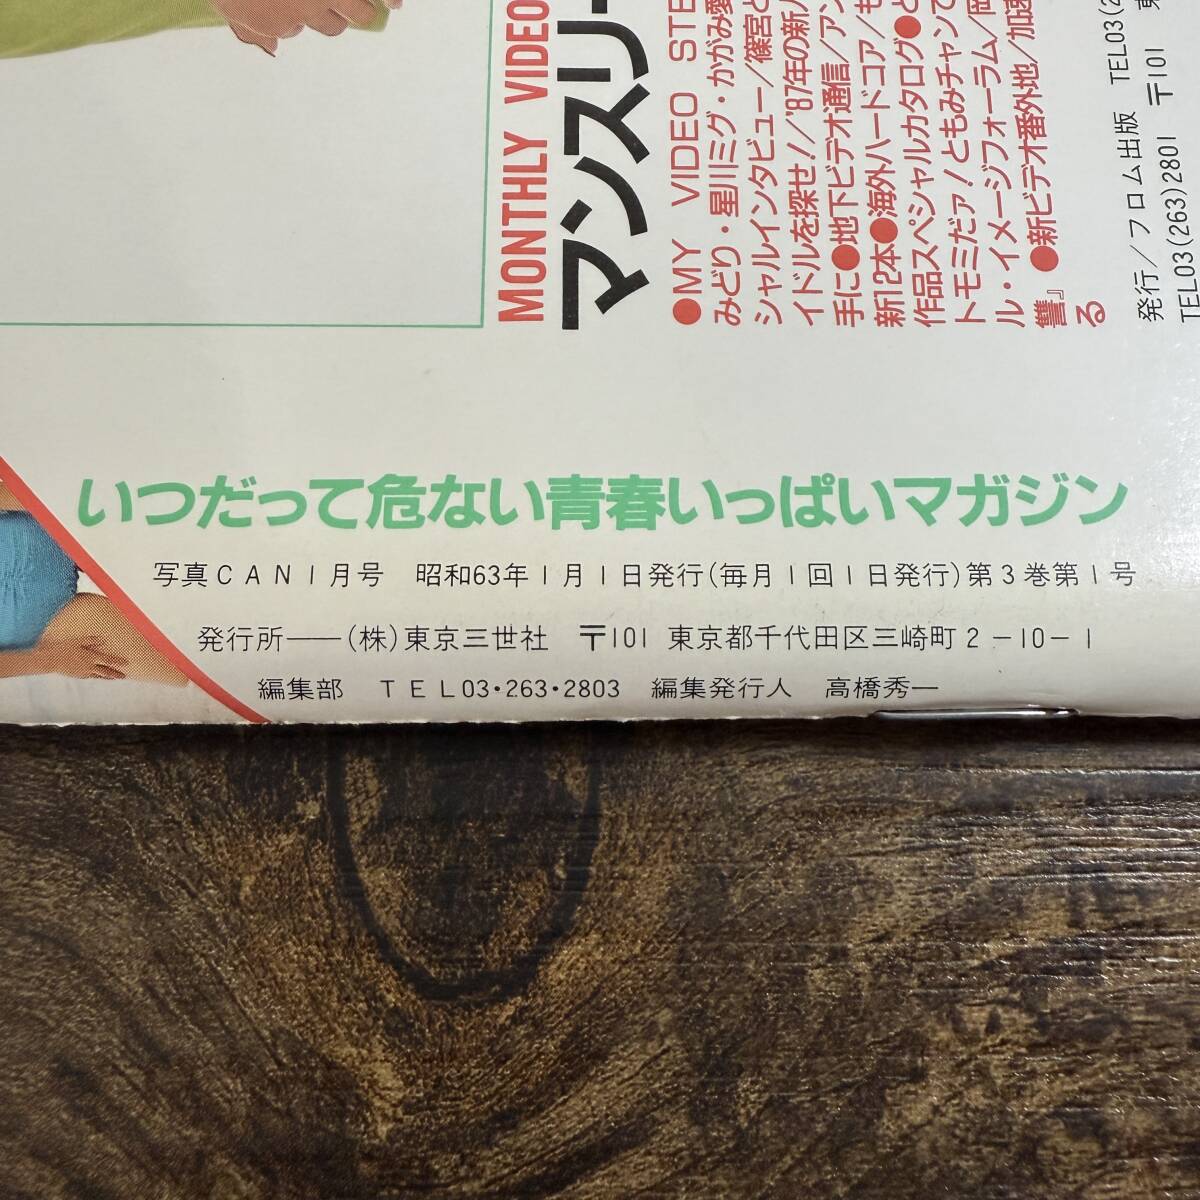 MONTHLY VIDEO
マンスリー
●MY VIDEO STE
みどり・星川ミグ・かがみ愛
シャルインタビュー/篠宮と
イドルを探せ!/'87年の新人
手に●地下ビデオ通信/アン
新12本●海外ハードコア/も
作品スペシャルカタログ●と
トモミだァ!ともみチャンで
ル・イメージフォーラム/岡
讐』●新ビデオ番外地/加速
る
発行/フロム出版 TEL03(2
TEL03(263)2801 〒101 東
いつだって危ない青春いっぱいマガジン
写真CAN1月号 昭和63年1月1日発行(毎月1回1日発行)第3巻第1号
発行所――(株)東京三世社 〒101 東京都千代田区三崎町2-10-1
編集部 TEL03・263・2803 編集発行人 高橋秀一